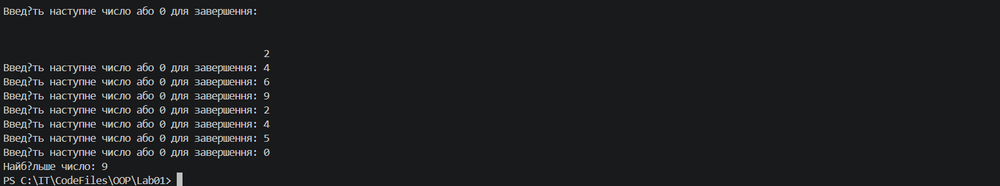 Введ?ть наступне число або 0 для завершення:
2
Введ?ть наступне число або 0 для завершення: 4
Введ?ть наступне число або 0 для завершення: 6
Введ?ть наступне число або 0 для завершення: 9
Введ?ть наступне число або 0 для завершення: 2
Введ?ть наступне число або 0 для завершення: 4
Введ?ть наступне число або 0 для завершення: 5
Введ?ть наступне число або 0 для завершення: 0
Найб?льше число: 9
PS C:\IT\CodeFiles\OOP\Lab01>